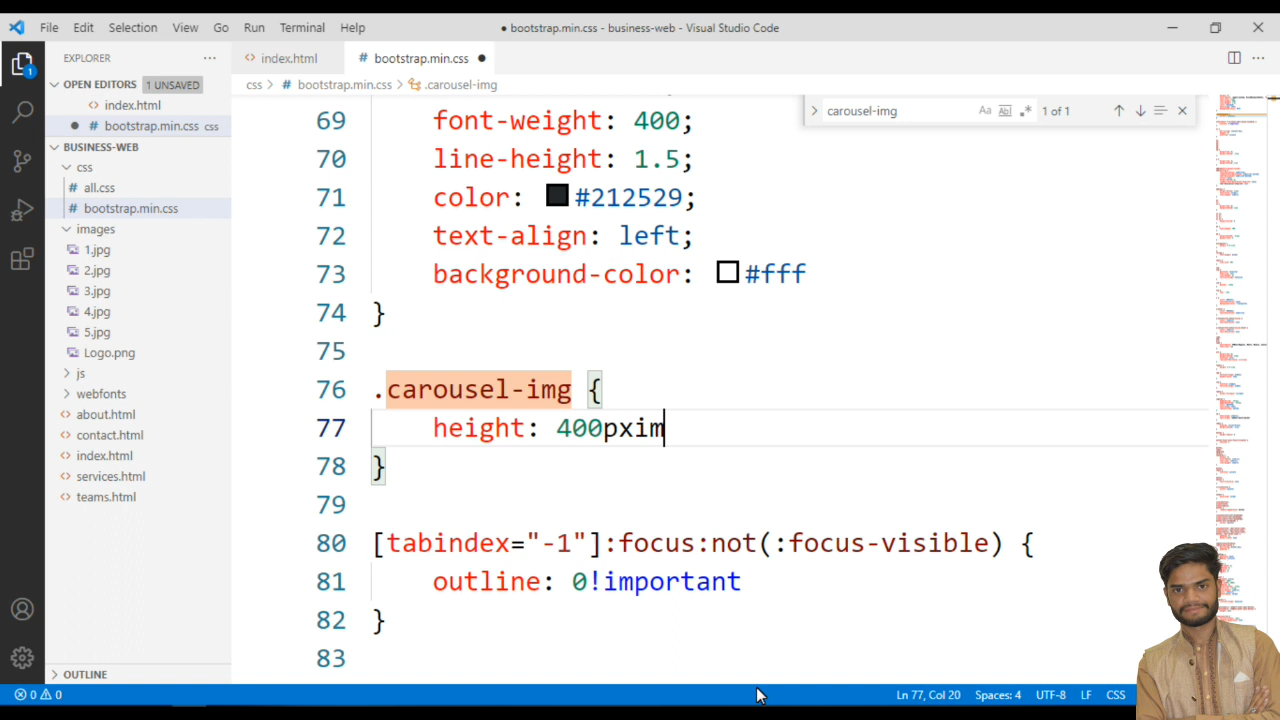 File Edit Selection View Go Run Terminal Help
● bootstrap.min.css - business-web - Visual Studio Code
EXPLORER
OPEN EDITORS 1 UNSAVED
index.html
bootstrap.min.css css
BUSINESS-WEB
css
all.css
bootstrap.min.css
images
1.jpg
2.jpg
3.jpg
4.jpg
5.jpg
Logo.png
js
webfonts
about.html
contact.html
index.html
services.html
teams.html
OUTLINE
1
index.html # bootstrap.min.css ●
css > # bootstrap.min.css > .carousel-img
carousel-img Aa Abl .* 1 of 1
69 font-weight: 400;
70 line-height: 1.5;
71 color: #212529;
72 text-align: left;
73 background-color: #fff
74 }
75
76 .carousel-img {
77 height: 400pxim
78 }
79
80 [tabindex="-1"]:focus:not(:focus-visible) {
81 outline: 0!important
82 }
83
0 0
Ln 77, Col 20 Spaces: 4 UTF-8 LF CSS